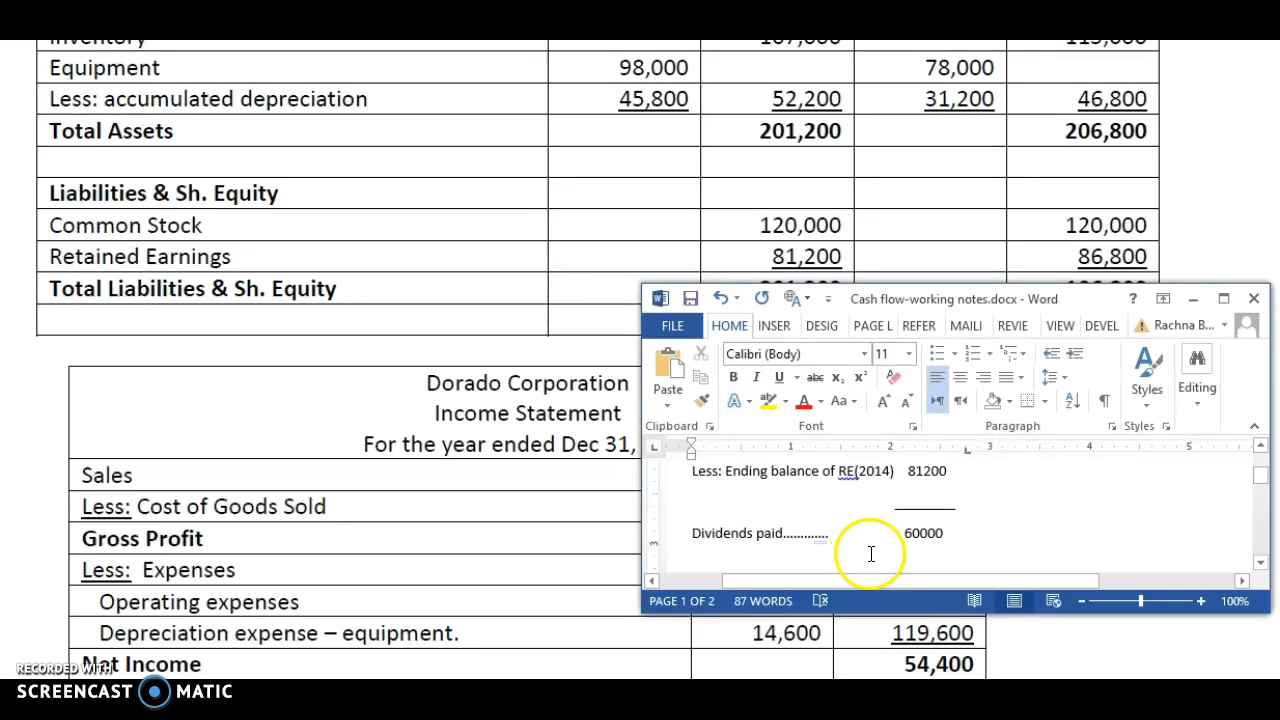 Equipment 98,000 78,000
Less: accumulated depreciation 45,800 52,200 31,200 46,800
Total Assets 201,200 206,800
Liabilities & Sh. Equity
Common Stock 120,000 120,000
Retained Earnings 81,200 86,800
Total Liabilities & Sh. Equity
Cash flow-working notes.docx - Word
FILE HOME INSER DESIG PAGE L REFER MAILI REVIE VIEW DEVEL Rachna B...
Calibri (Body) 11
Paste Styles Editing
Clipboard Font Paragraph Styles
1 2 3 4 5
Less: Ending balance of RE(2014) 81200
Dividends paid............. 60000
PAGE 1 OF 2 87 WORDS 100%
Dorado Corporation
Income Statement
For the year ended Dec 31,
Sales
Less: Cost of Goods Sold
Gross Profit
Less: Expenses
Operating expenses
Depreciation expense – equipment. 14,600 119,600
Net Income 54,400
RECORDED WITH
SCREENCAST MATIC